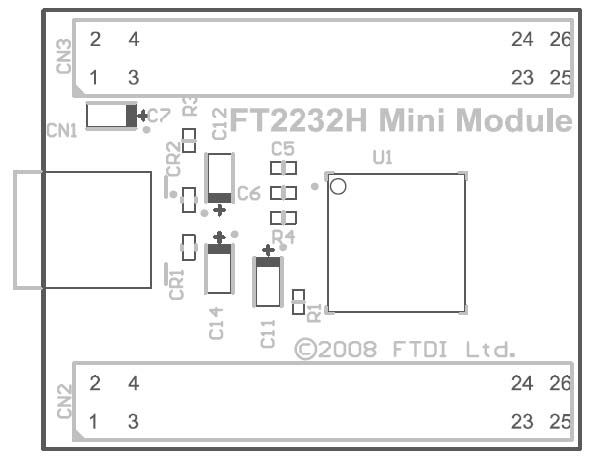 CN3
2 4 24 26
1 3 23 25
CN1
C7
R3
C12
FT2232H Mini Module
CR2
C5
U1
C6
R4
CR1
C14
C11
R1
©2008 FTDI Ltd.
CN2
2 4 24 26
1 3 23 25